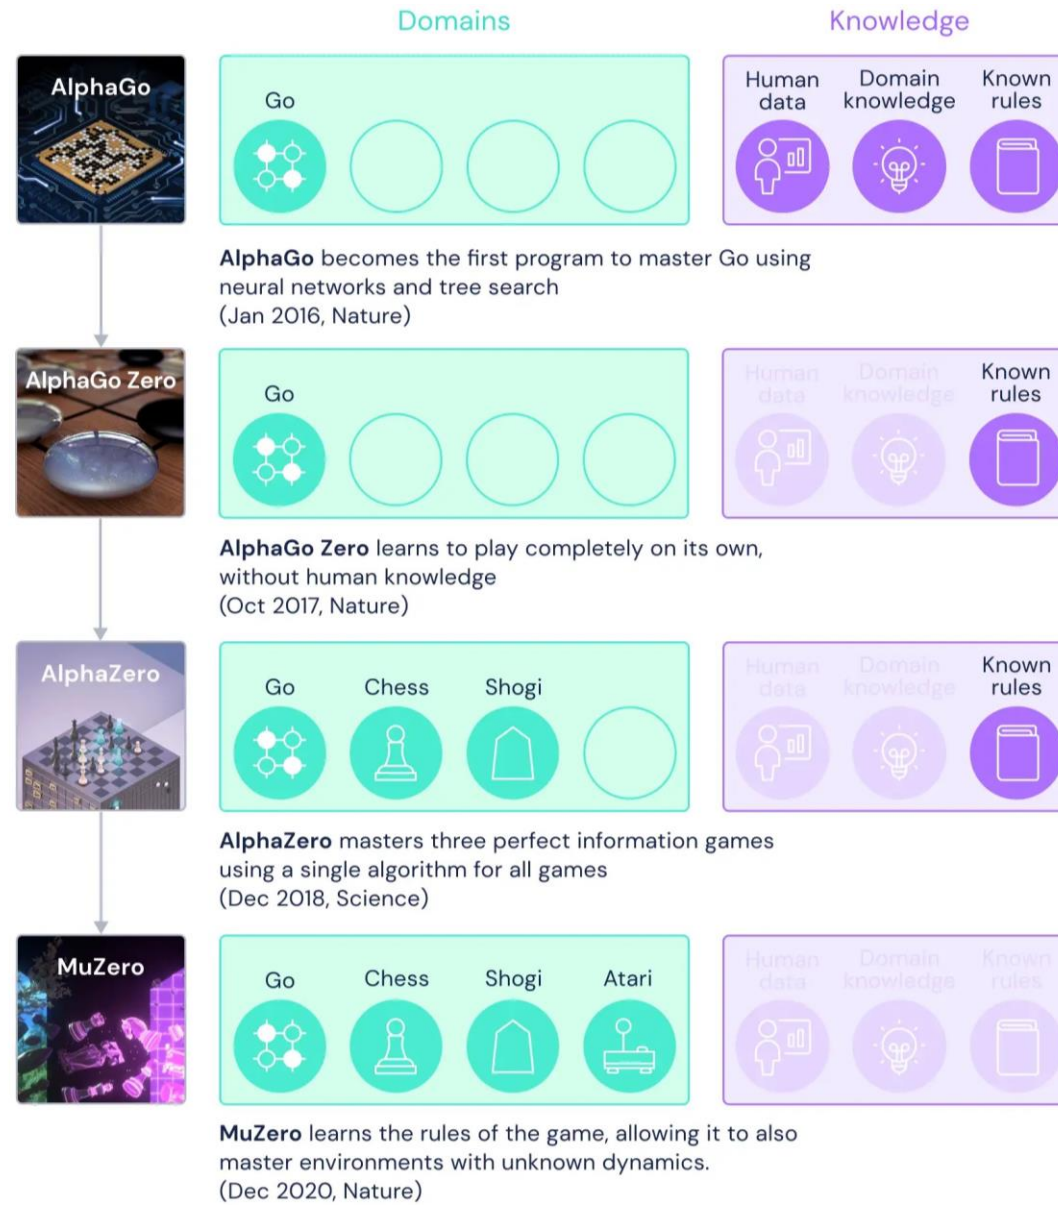 Domains
Knowledge
AlphaGo
Go
Human data
Domain knowledge
Known rules
AlphaGo becomes the first program to master Go using
neural networks and tree search
(Jan 2016, Nature)
AlphaGo Zero
Go
Human data
Domain knowledge
Known rules
AlphaGo Zero learns to play completely on its own,
without human knowledge
(Oct 2017, Nature)
AlphaZero
Go
Chess
Shogi
Human data
Domain knowledge
Known rules
AlphaZero masters three perfect information games
using a single algorithm for all games
(Dec 2018, Science)
MuZero
Go
Chess
Shogi
Atari
Human data
Domain knowledge
Known rules
MuZero learns the rules of the game, allowing it to also
master environments with unknown dynamics.
(Dec 2020, Nature)